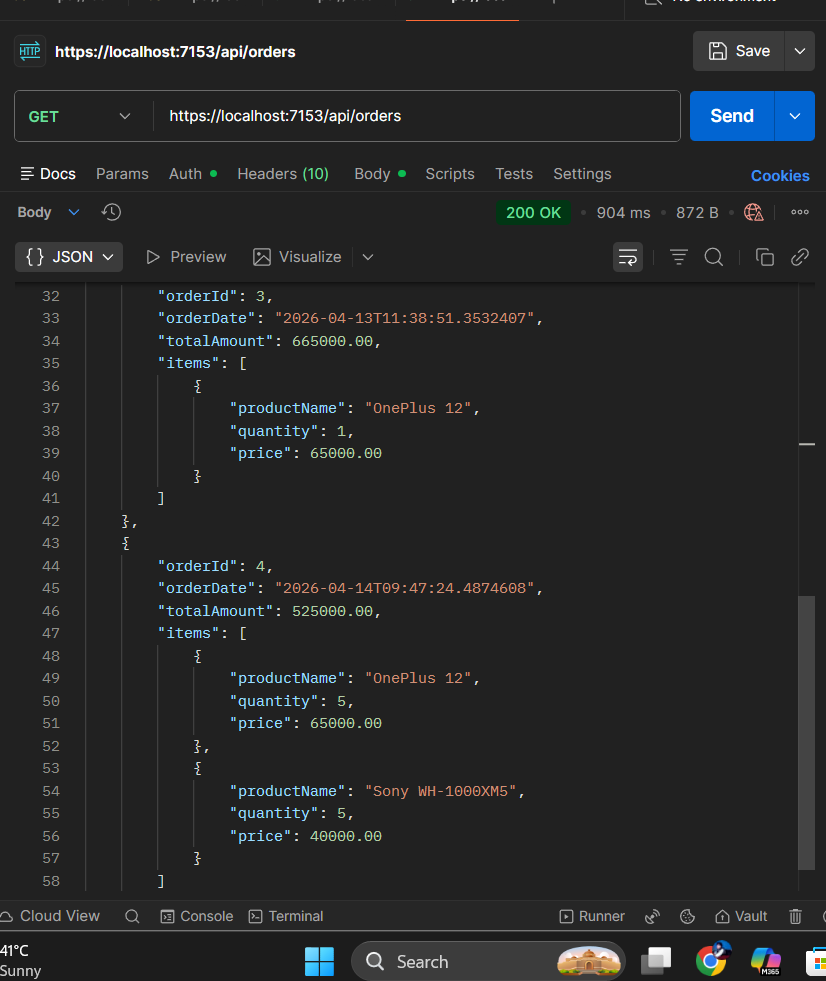 HTTP https://localhost:7153/api/orders Save
GET https://localhost:7153/api/orders Send
Docs Params Auth Headers (10) Body Scripts Tests Settings Cookies
Body 200 OK 904 ms 872 B
{} JSON Preview Visualize
32 "orderId": 3,
33 "orderDate": "2026-04-13T11:38:51.3532407",
34 "totalAmount": 665000.00,
35 "items": [
36 {
37 "productName": "OnePlus 12",
38 "quantity": 1,
39 "price": 65000.00
40 }
41 ]
42 },
43 {
44 "orderId": 4,
45 "orderDate": "2026-04-14T09:47:24.4874608",
46 "totalAmount": 525000.00,
47 "items": [
48 {
49 "productName": "OnePlus 12",
50 "quantity": 5,
51 "price": 65000.00
52 },
53 {
54 "productName": "Sony WH-1000XM5",
55 "quantity": 5,
56 "price": 40000.00
57 }
58 ]
Cloud View Console Terminal Runner Vault
41°C
Sunny
Search
M365